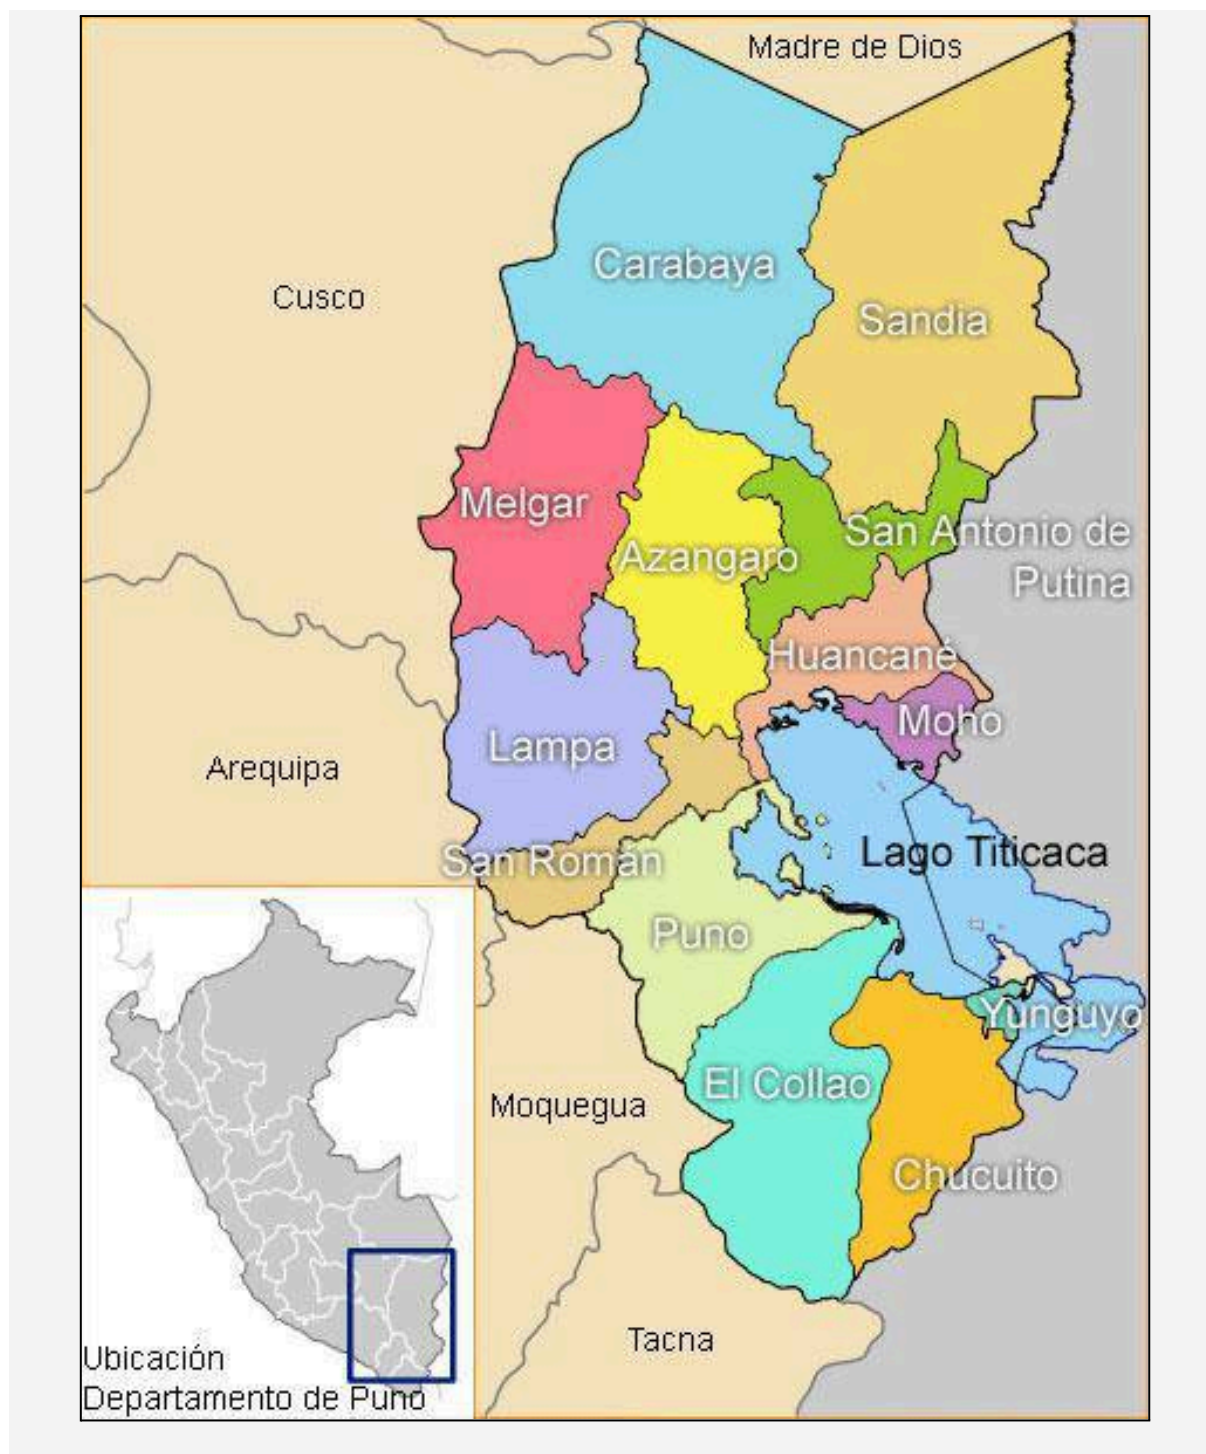 Madre de Dios
Carabaya
Cusco
Sandia
Melgar
San Antonio de
Putina
Azangaro
Huancané
Moho
Lampa
Arequipa
Lago Titicaca
San Román
Puno
Yunguyo
El Collao
Moquegua
Chucuito
Tacna
Ubicación
Departamento de Puno